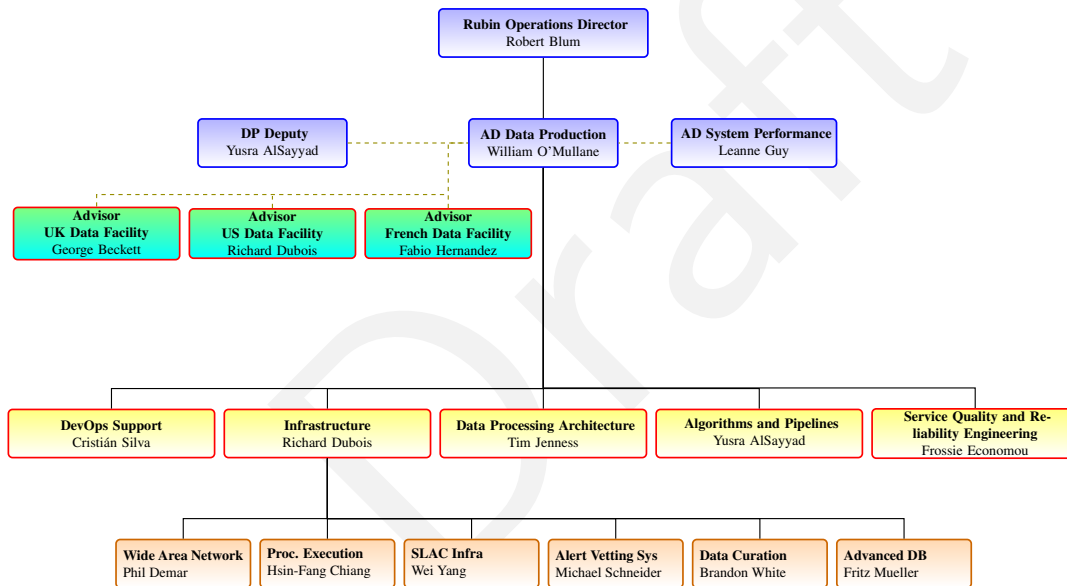 Rubin Operations Director
Robert Blum
DP Deputy
Yusra AlSayyad
AD Data Production
William O'Mullane
AD System Performance
Leanne Guy
Advisor
UK Data Facility
George Beckett
Advisor
US Data Facility
Richard Dubois
Advisor
French Data Facility
Fabio Hernandez
DevOps Support
Cristián Silva
Infrastructure
Richard Dubois
Data Processing Architecture
Tim Jenness
Algorithms and Pipelines
Yusra AlSayyad
Service Quality and Re-
liability Engineering
Frossie Economou
Wide Area Network
Phil Demar
Proc. Execution
Hsin-Fang Chiang
SLAC Infra
Wei Yang
Alert Vetting Sys
Michael Schneider
Data Curation
Brandon White
Advanced DB
Fritz Mueller
Draft